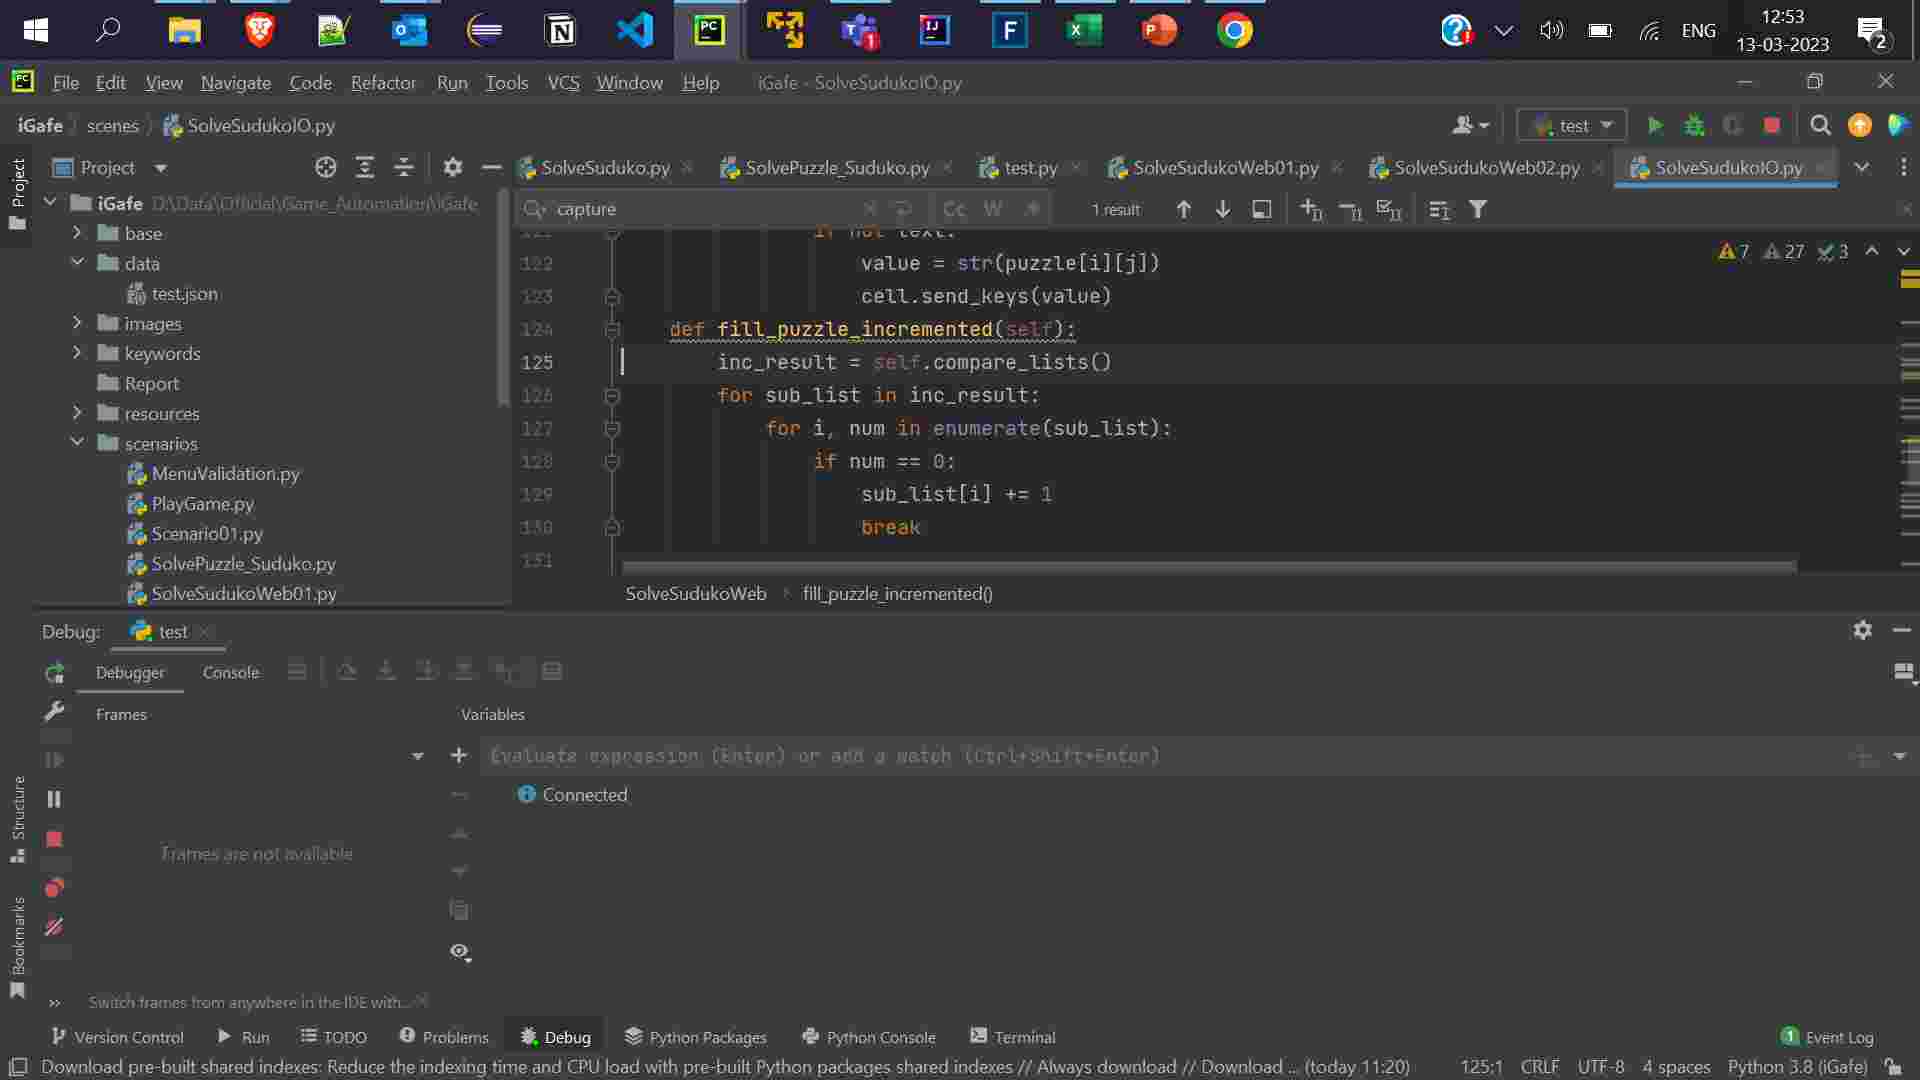 12:53
ENG
13-03-2023
2
File Edit View Navigate Code Refactor Run Tools VCS Window Help iGafe - SolveSudukoIO.py
iGafe scenes SolveSudukoIO.py
test
Project
SolveSuduko.py SolvePuzzle_Suduko.py test.py SolveSudukoWeb01.py SolveSudukoWeb02.py SolveSudukoIO.py
iGafe D:\Data\Official\Game_Automation\iGafe
capture Cc W 1 result
base
data
test.json
images
keywords
Report
resources
scenarios
MenuValidation.py
PlayGame.py
Scenario01.py
SolvePuzzle_Suduko.py
SolveSudukoWeb01.py
7 27 3
if not text:
122 value = str(puzzle[i][j])
123 cell.send_keys(value)
124 def fill_puzzle_incremented(self):
125 inc_result = self.compare_lists()
126 for sub_list in inc_result:
127 for i, num in enumerate(sub_list):
128 if num == 0:
129 sub_list[i] += 1
130 break
131
SolveSudukoWeb fill_puzzle_incremented()
Project
Structure
Bookmarks
Debug: test
Debugger Console
Frames Variables
Evaluate expression (Enter) or add a watch (Ctrl+Shift+Enter)
Connected
Frames are not available
Switch frames from anywhere in the IDE with...
Version Control Run TODO Problems Debug Python Packages Python Console Terminal 1 Event Log
Download pre-built shared indexes: Reduce the indexing time and CPU load with pre-built Python packages shared indexes // Always download // Download ... (today 11:20) 125:1 CRLF UTF-8 4 spaces Python 3.8 (iGafe)